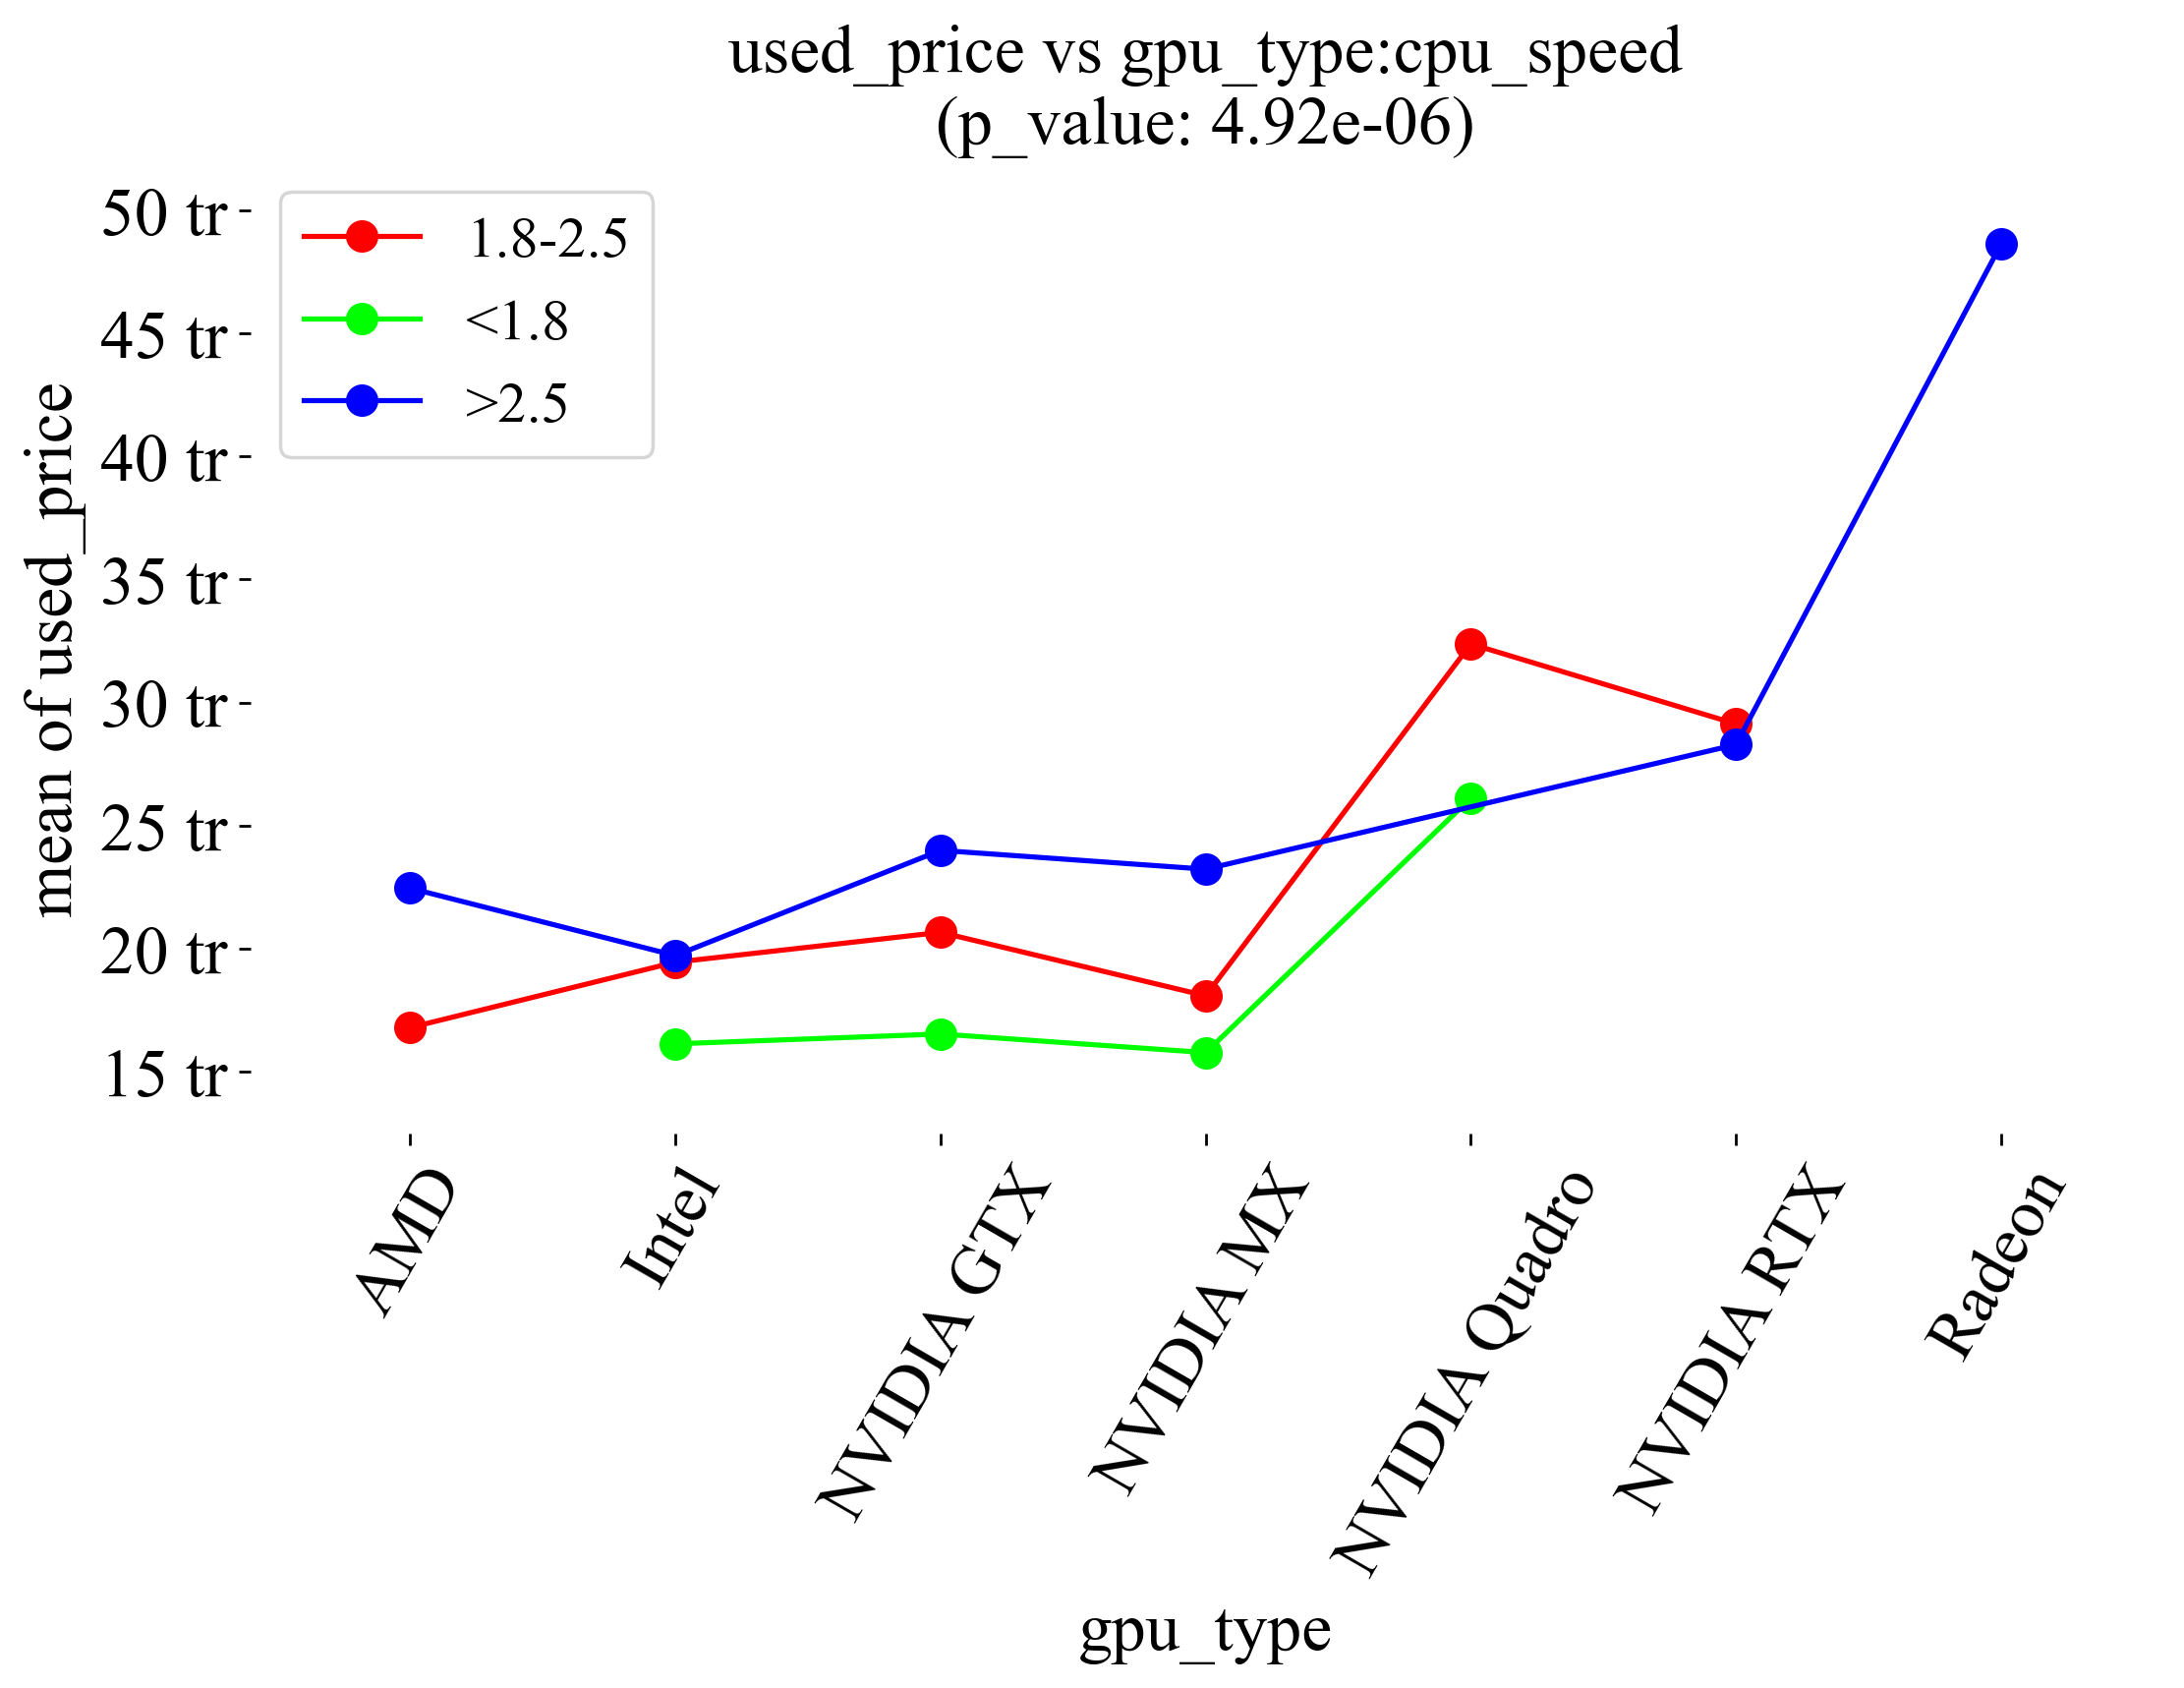 used_price vs gpu_type:cpu_speed
(p_value: 4.92e-06)
1.8-2.5
<1.8
>2.5
mean of used_price
50 tr
45 tr
40 tr
35 tr
30 tr
25 tr
20 tr
15 tr
AMD
Intel
NVIDIA GTX
NVIDIA MX
NVIDIA Quadro
NVIDIA RTX
Radeon
gpu_type